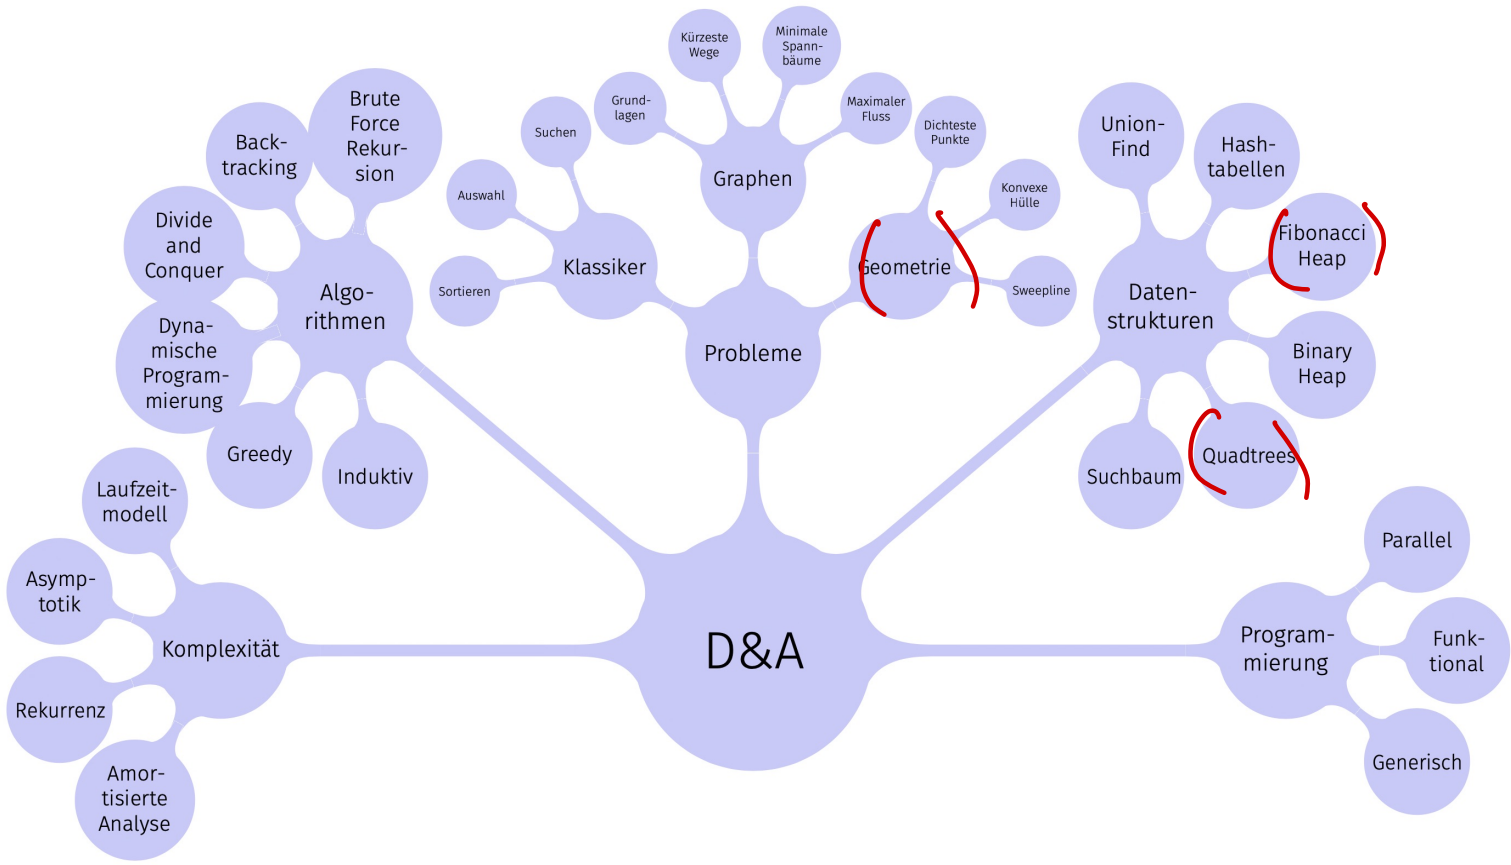 D&A
Komplexität
Laufzeit-
modell
Asymp-
totik
Rekurrenz
Amor-
tisierte
Analyse
Algo-
rithmen
Brute
Force
Rekur-
sion
Back-
tracking
Divide
and
Conquer
Dyna-
mische
Program-
mierung
Greedy
Induktiv
Probleme
Klassiker
Sortieren
Auswahl
Suchen
Graphen
Grund-
lagen
Kürzeste
Wege
Minimale
Spann-
bäume
Maximaler
Fluss
Geometrie
Dichteste
Punkte
Konvexe
Hülle
Sweepline
Daten-
strukturen
Union-
Find
Hash-
tabellen
Fibonacci
Heap
Binary
Heap
Quadtrees
Suchbaum
Program-
mierung
Parallel
Funk-
tional
Generisch